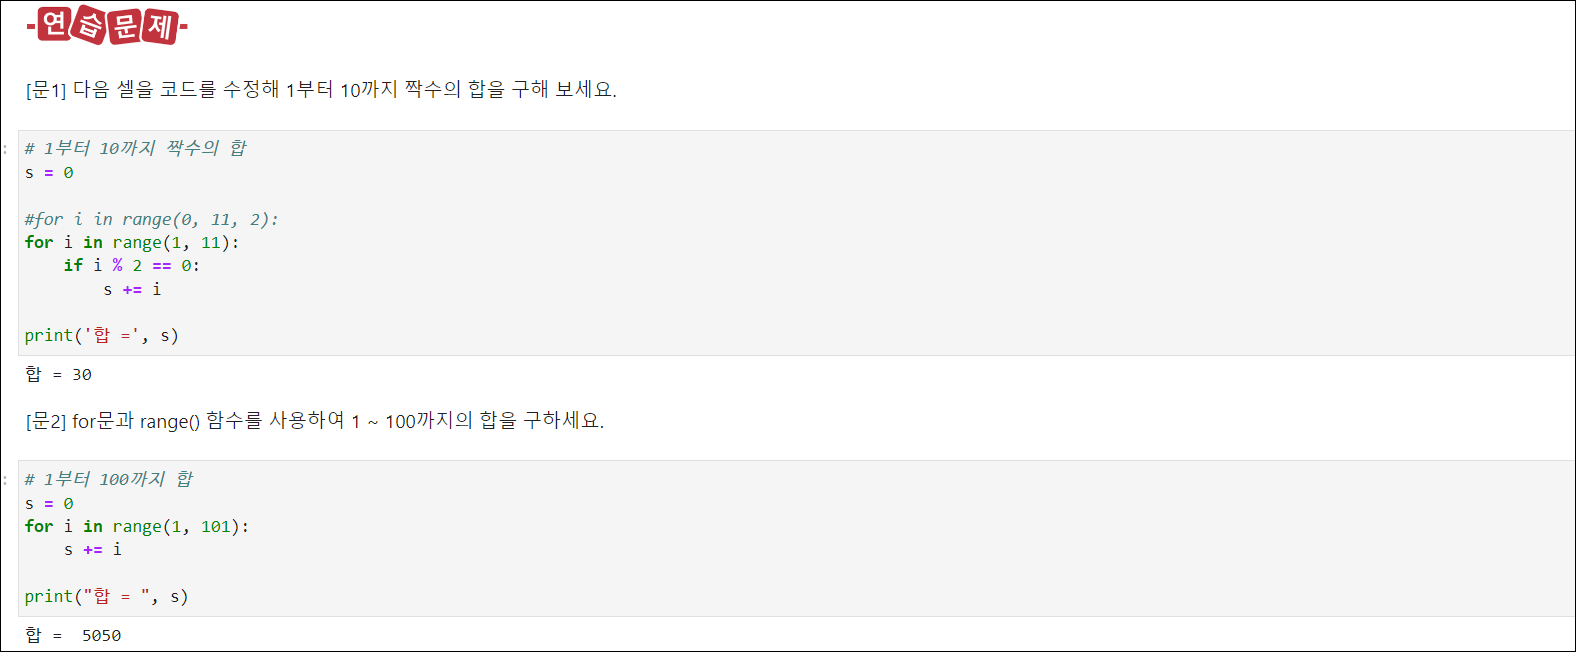 -연습문제-
[문1] 다음 셀을 코드를 수정해 1부터 10까지 짝수의 합을 구해 보세요.
: # 1부터 10까지 짝수의 합
s = 0
#for i in range(0, 11, 2):
for i in range(1, 11):
    if i % 2 == 0:
        s += i
print('합 =', s)
합 = 30
[문2] for문과 range() 함수를 사용하여 1 ~ 100까지의 합을 구하세요.
: # 1부터 100까지 합
s = 0
for i in range(1, 101):
    s += i
print("합 = ", s)
합 =  5050